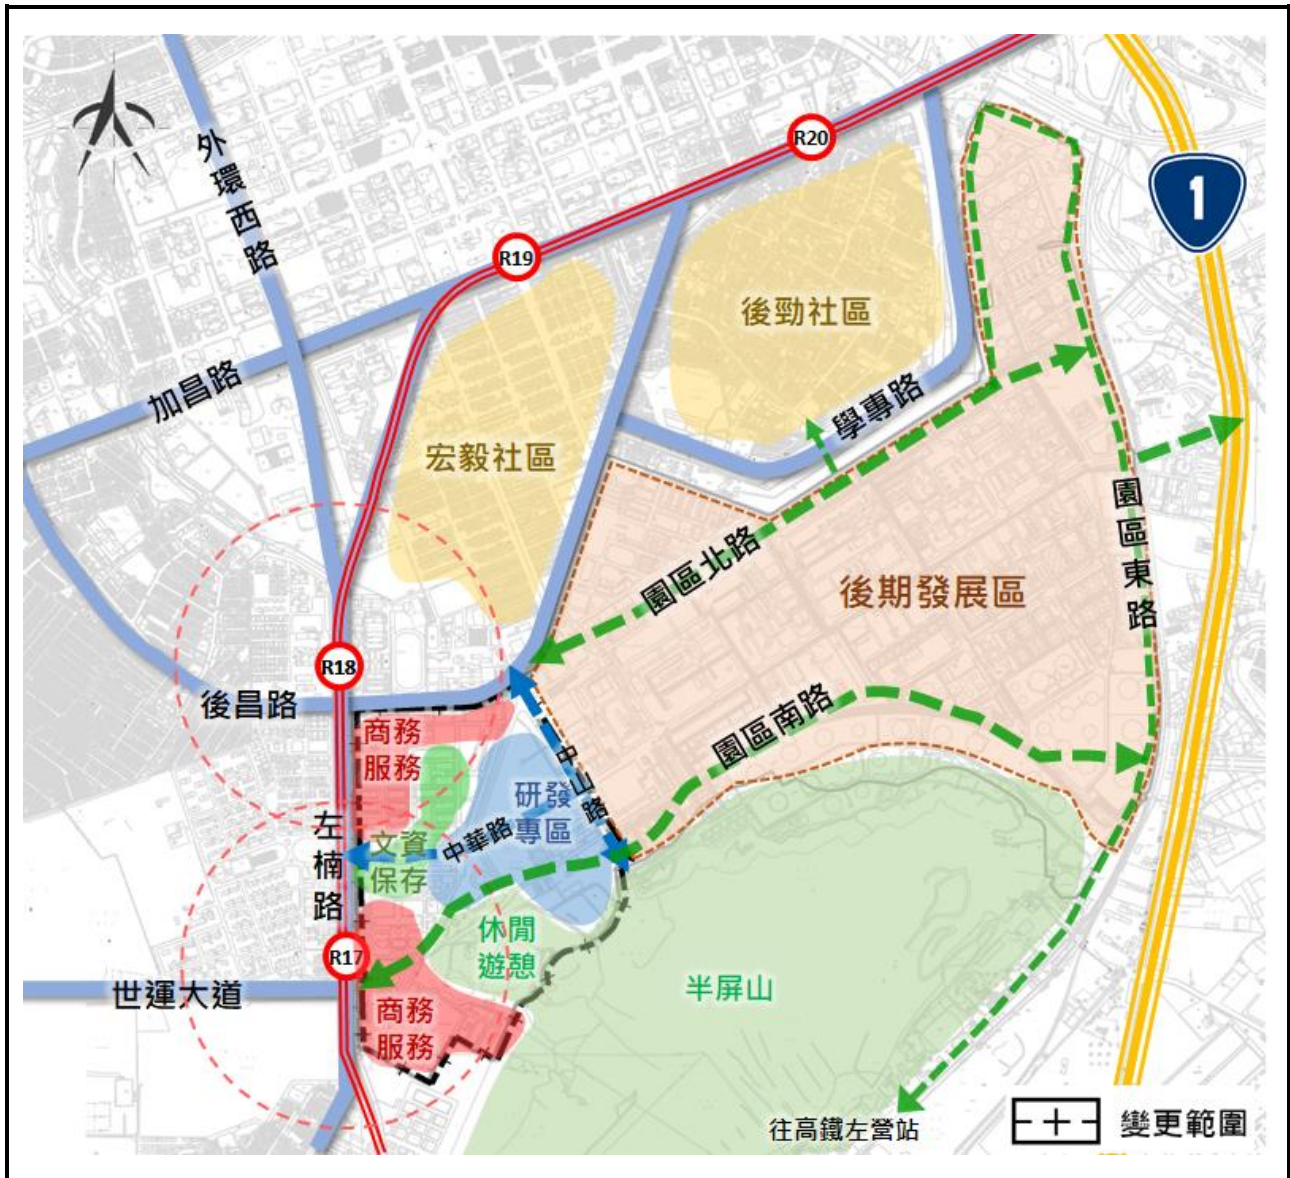 外環西路
R20
1
R19
後勁社區
加昌路
學專路
宏毅社區
園區東路
園區北路
後期發展區
R18
後昌路
園區南路
商務
服務
中山路
研發
專區
左楠路
中華路
文資
保存
休閒
遊憩
R17
世運大道
半屏山
商務
服務
往高鐵左營站
變更範圍